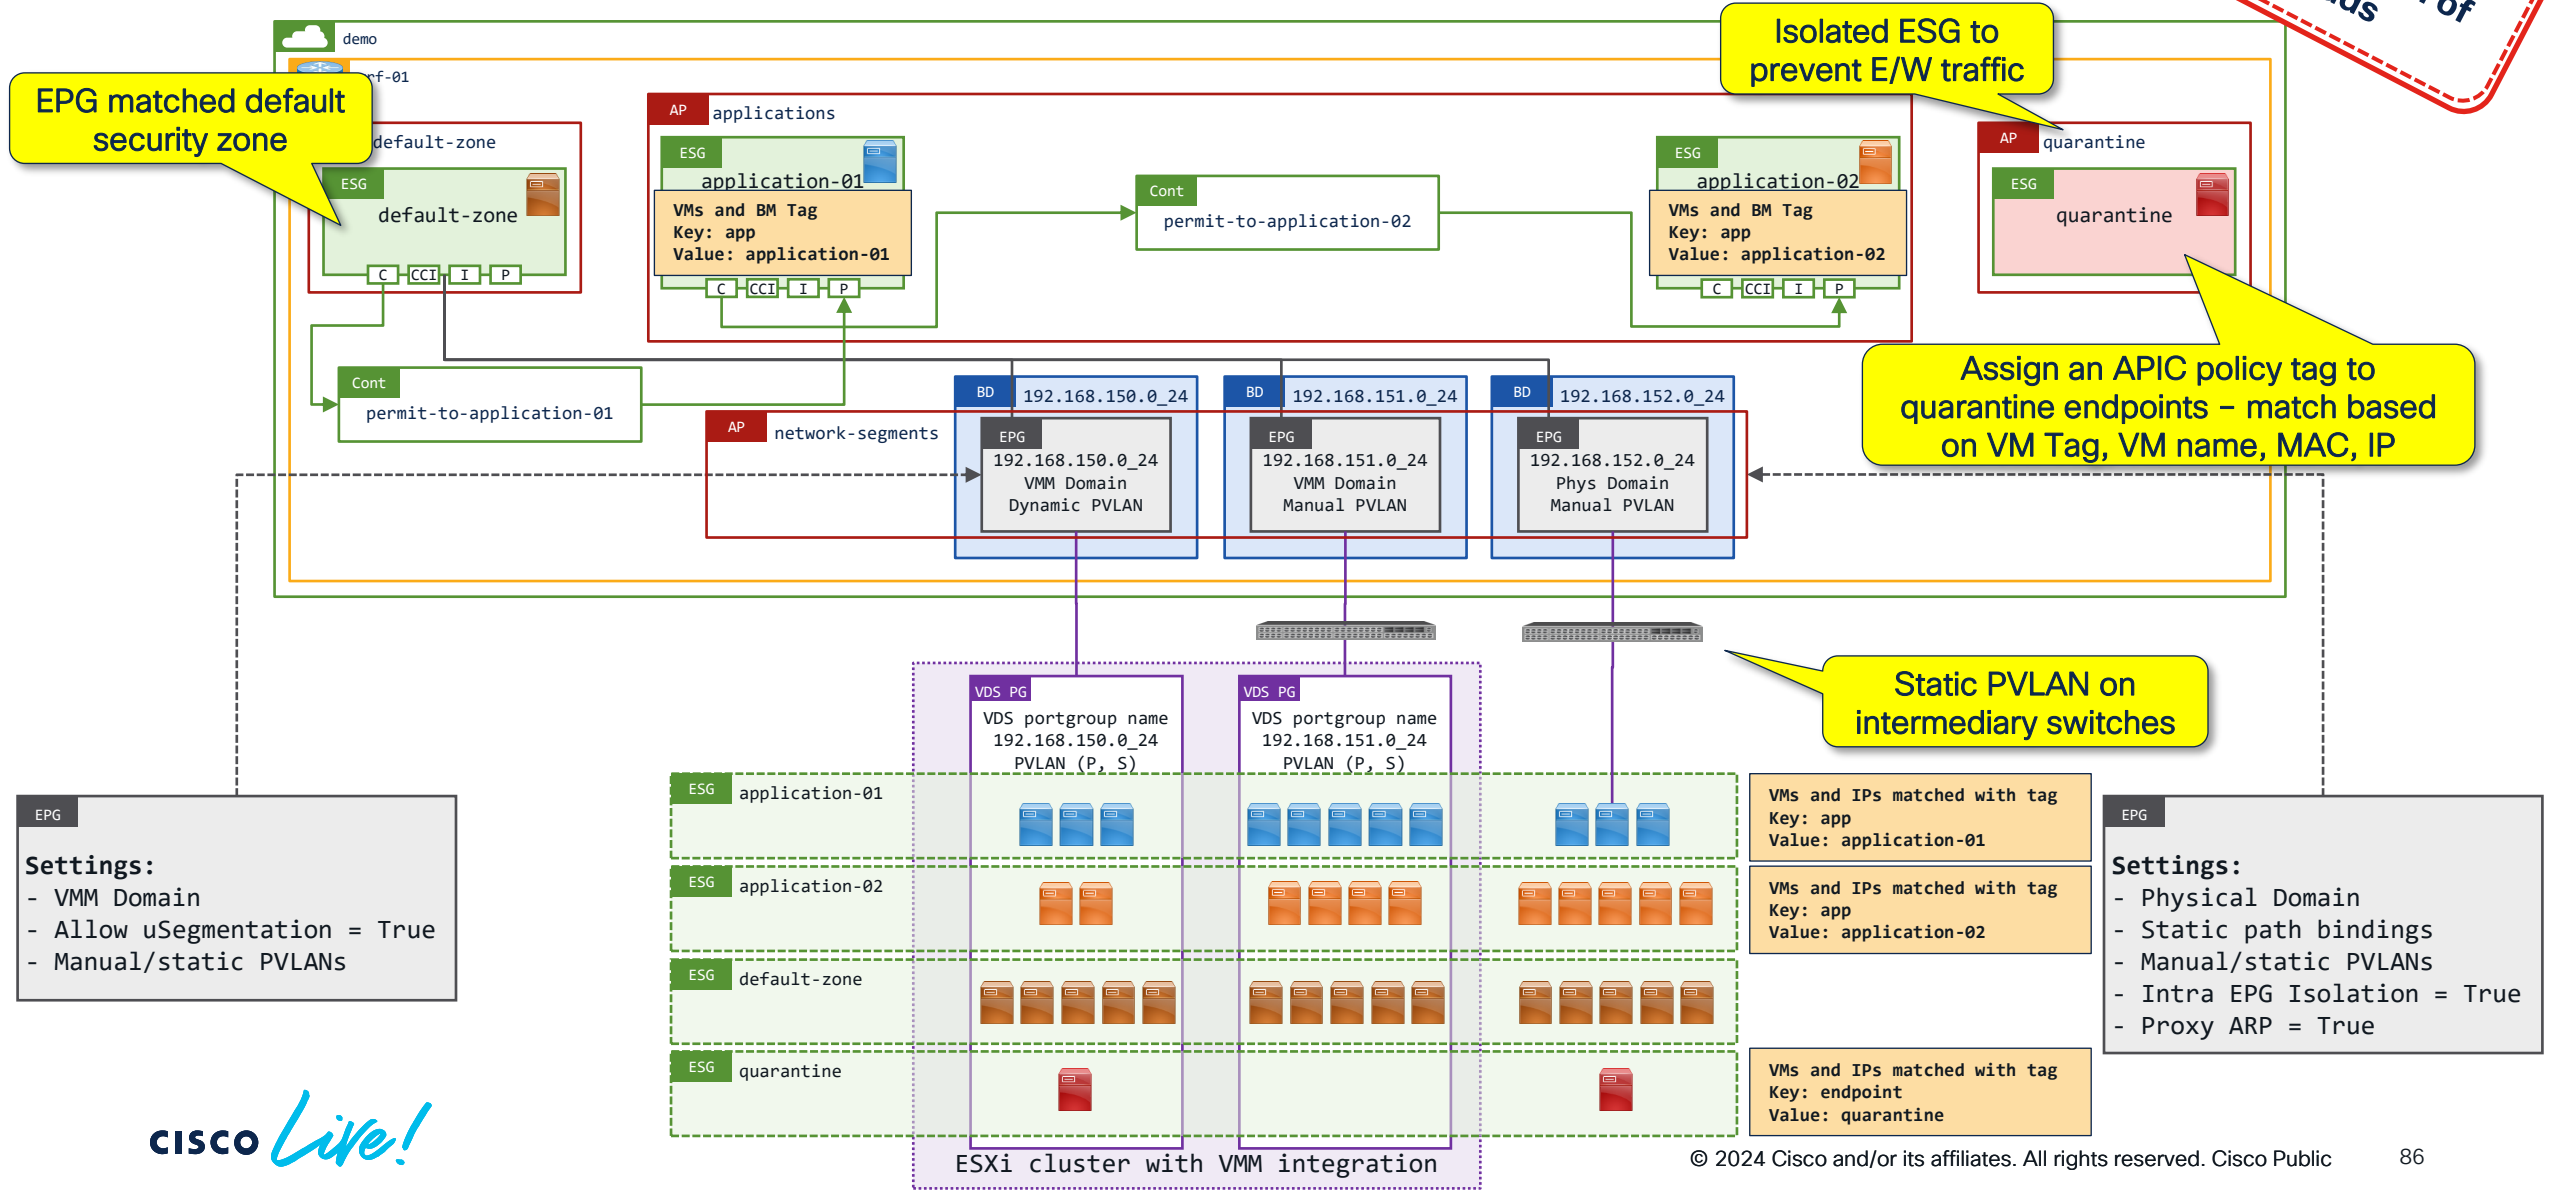 demo
rf-01
EPG matched default
security zone
default-zone
ESG
default-zone
C
CCI
I
P
AP
applications
ESG
application-01
VMs and BM Tag
Key: app
Value: application-01
C
CCI
I
P
Cont
permit-to-application-02
ESG
application-02
VMs and BM Tag
Key: app
Value: application-02
C
CCI
I
P
Isolated ESG to
prevent E/W traffic
of
AP
quarantine
ESG
quarantine
Assign an APIC policy tag to
quarantine endpoints – match based
on VM Tag, VM name, MAC, IP
Cont
permit-to-application-01
AP
network-segments
BD
192.168.150.0_24
EPG
192.168.150.0_24
VMM Domain
Dynamic PVLAN
BD
192.168.151.0_24
EPG
192.168.151.0_24
VMM Domain
Manual PVLAN
BD
192.168.152.0_24
EPG
192.168.152.0_24
Phys Domain
Manual PVLAN
Static PVLAN on
intermediary switches
VDS PG
VDS portgroup name
192.168.150.0_24
PVLAN (P, S)
VDS PG
VDS portgroup name
192.168.151.0_24
PVLAN (P, S)
EPG
Settings:
- VMM Domain
- Allow uSegmentation = True
- Manual/static PVLANs
ESG
application-01
VMs and IPs matched with tag
Key: app
Value: application-01
ESG
application-02
VMs and IPs matched with tag
Key: app
Value: application-02
ESG
default-zone
ESG
quarantine
VMs and IPs matched with tag
Key: endpoint
Value: quarantine
EPG
Settings:
- Physical Domain
- Static path bindings
- Manual/static PVLANs
- Intra EPG Isolation = True
- Proxy ARP = True
ESXi cluster with VMM integration
CISCO Live!
© 2024 Cisco and/or its affiliates. All rights reserved. Cisco Public
86